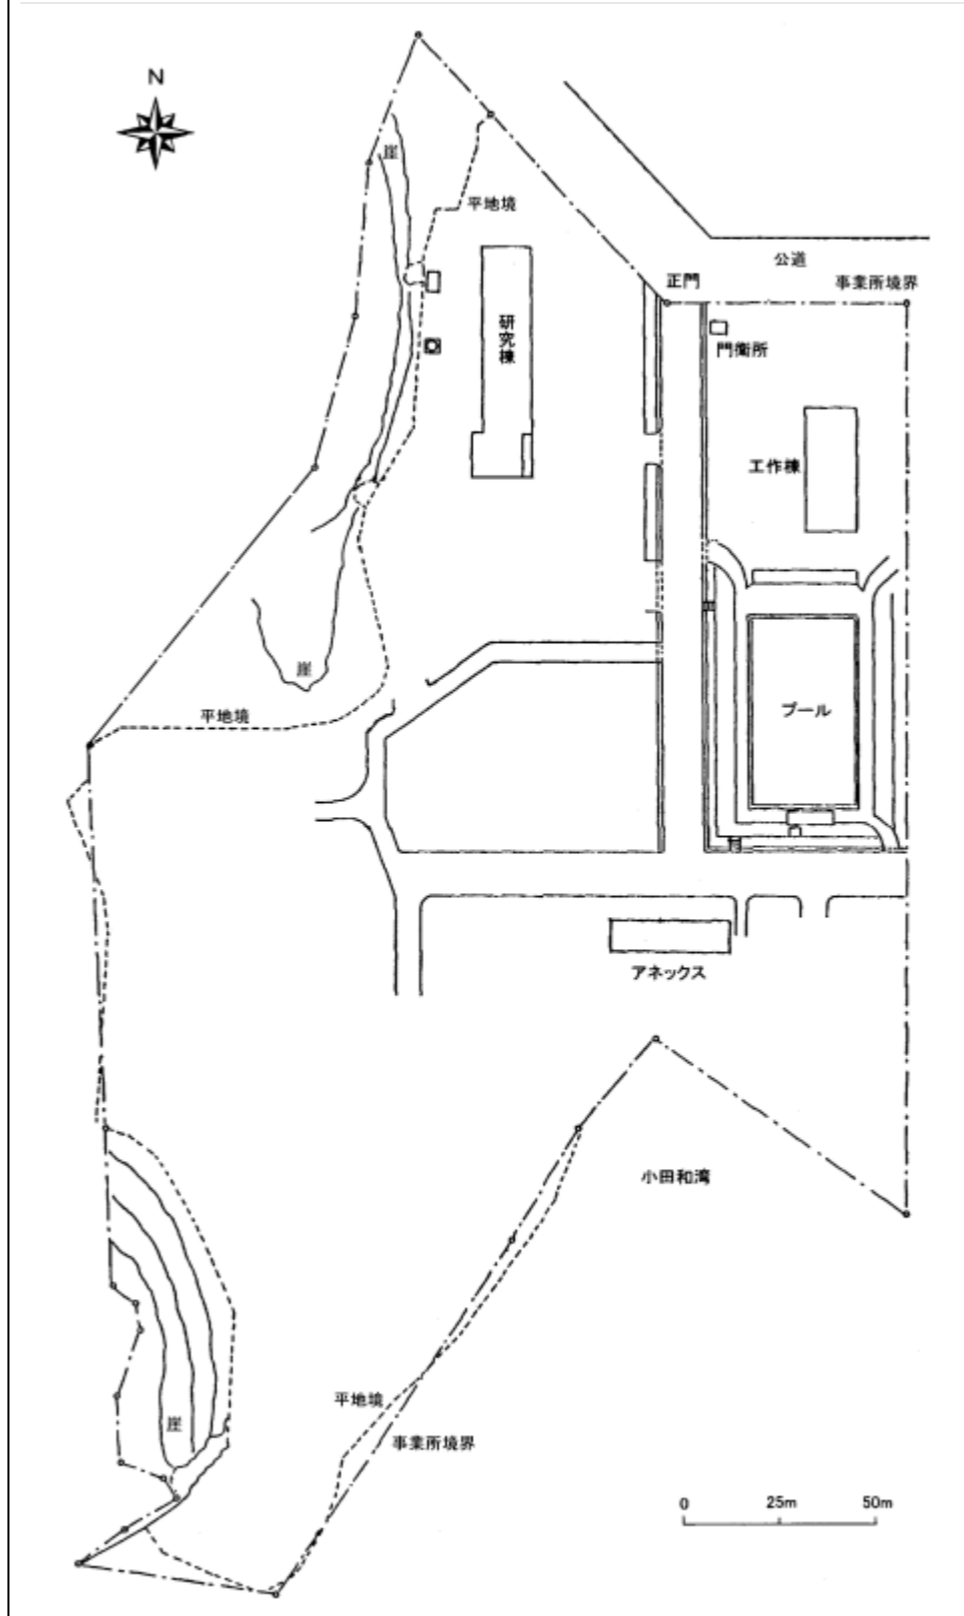 N
崖
平地境
公道
正門
事業所境界
研究棟
門衛所
工作棟
崖
平地境
プール
アネックス
小田和湾
平地境
崖
事業所境界
0 25m 50m